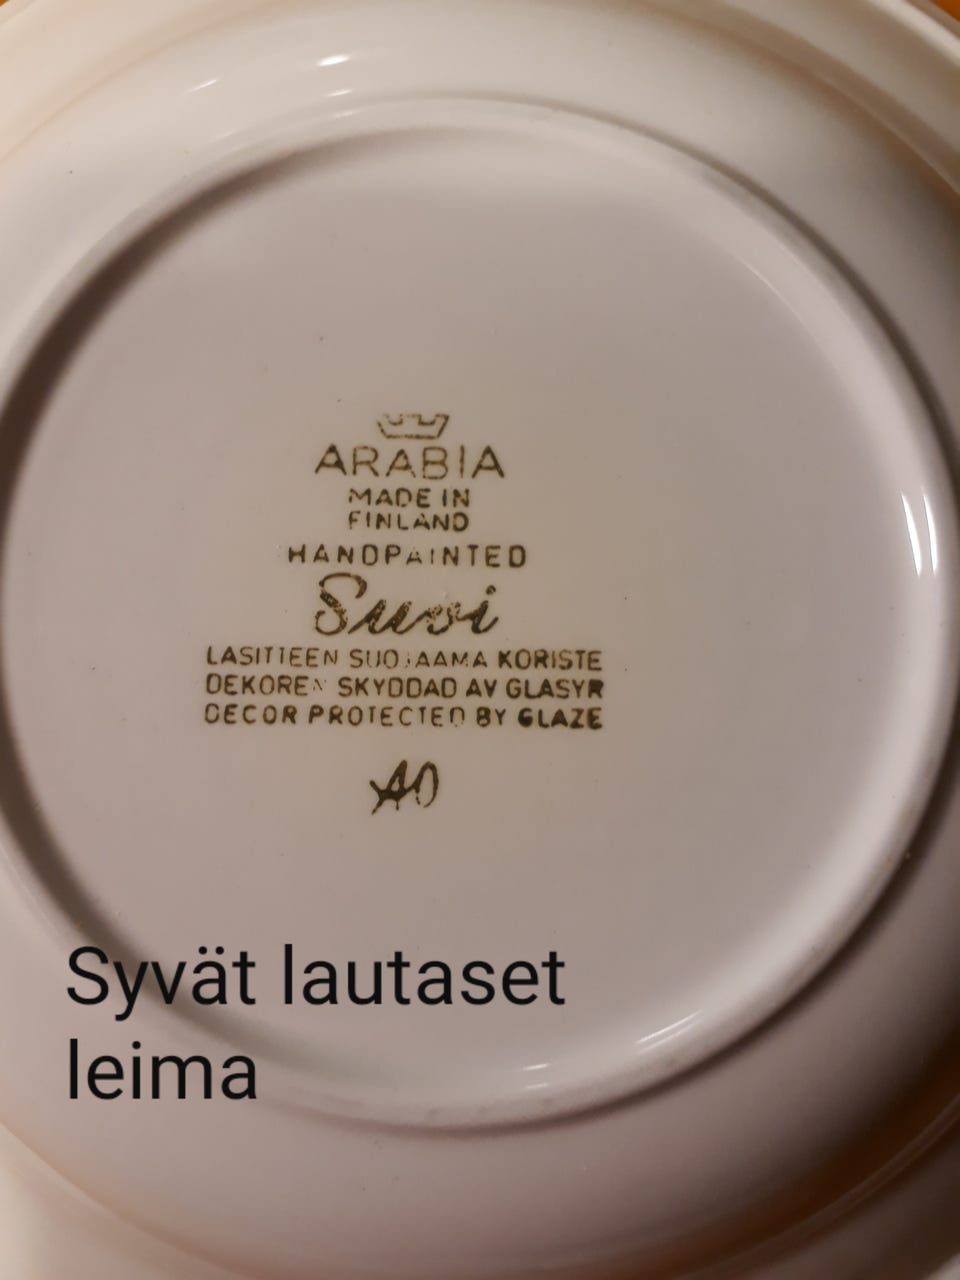 ARABIA
MADE IN
FINLAND
HANDPAINTED
Suvi
LASITTEEN SUOJAAMA KORISTE
DEKOREN SKYDDAD AV GLASYR
DECOR PROTECTED BY GLAZE
AO
Syvät lautaset
leima